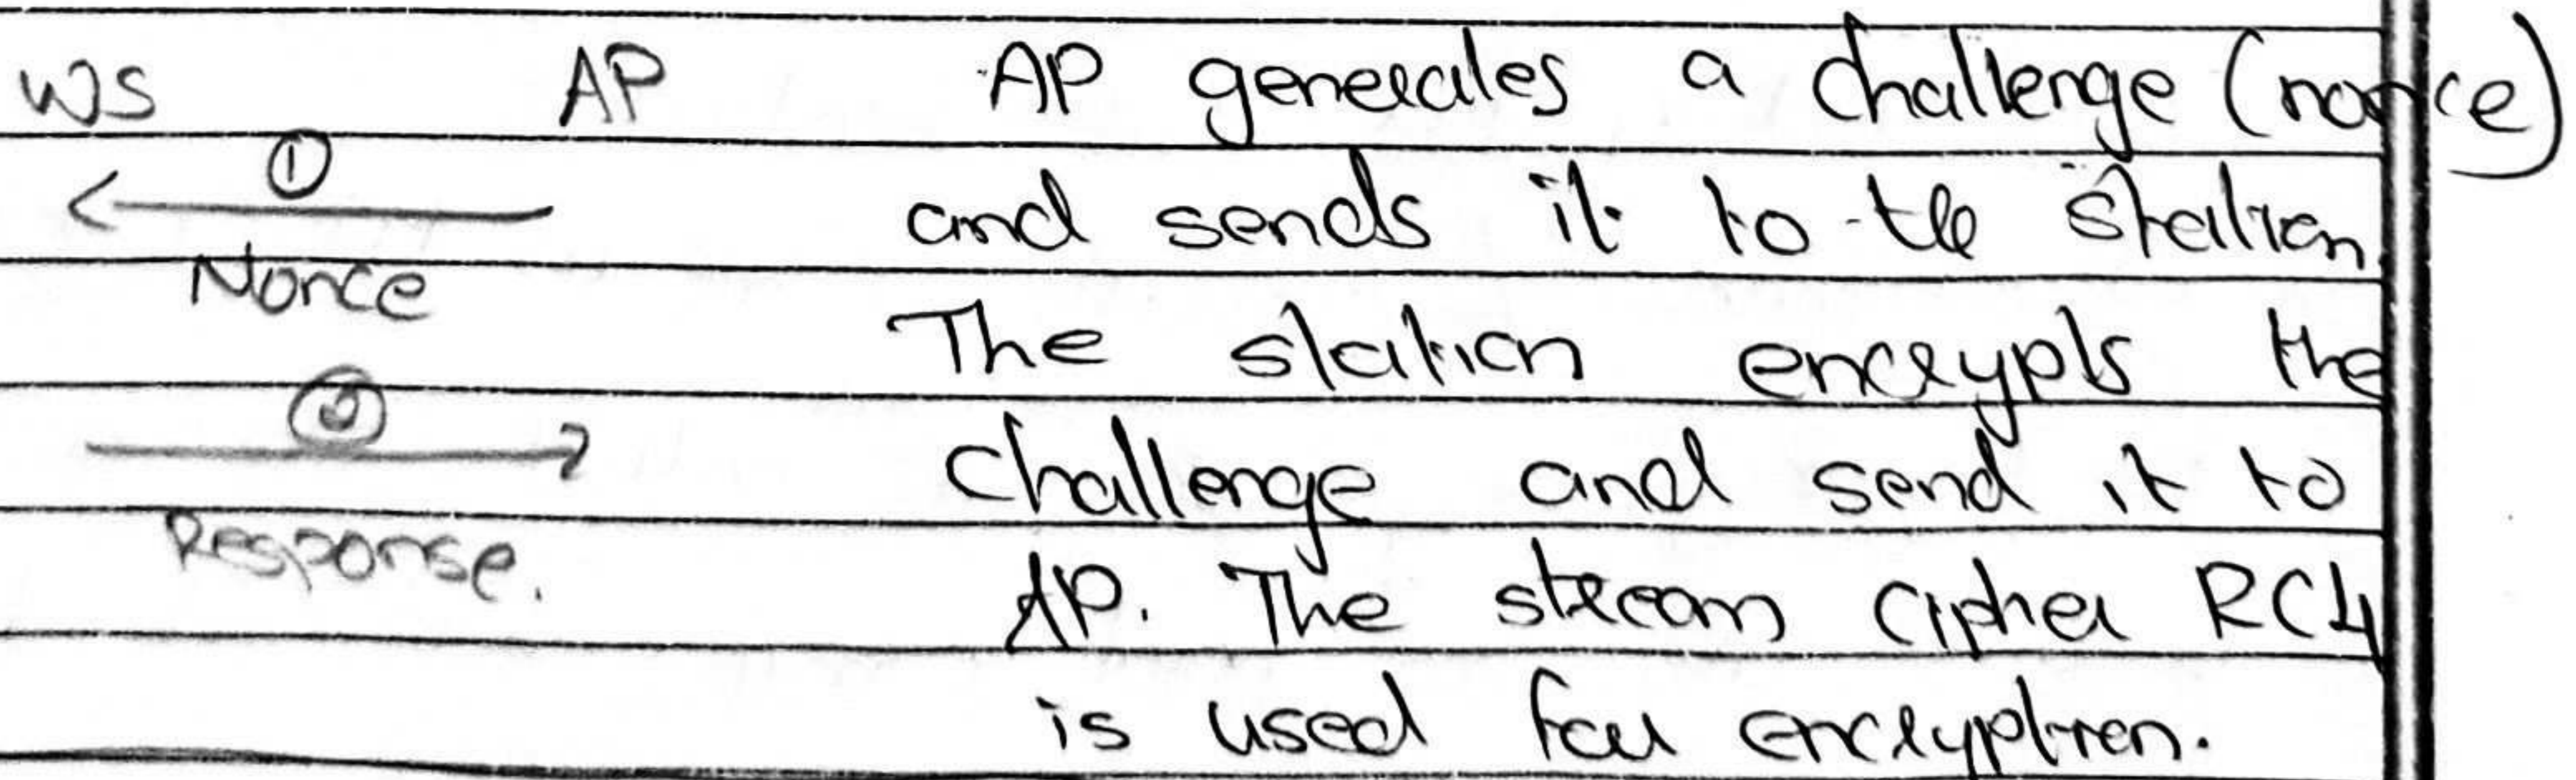 WS AP AP generates a challenge (nonce)
① and sends it to the station
Nonce
The station encrypts the
② challenge and send it to
Response. AP. The stream cipher RC4
is used for encryption.